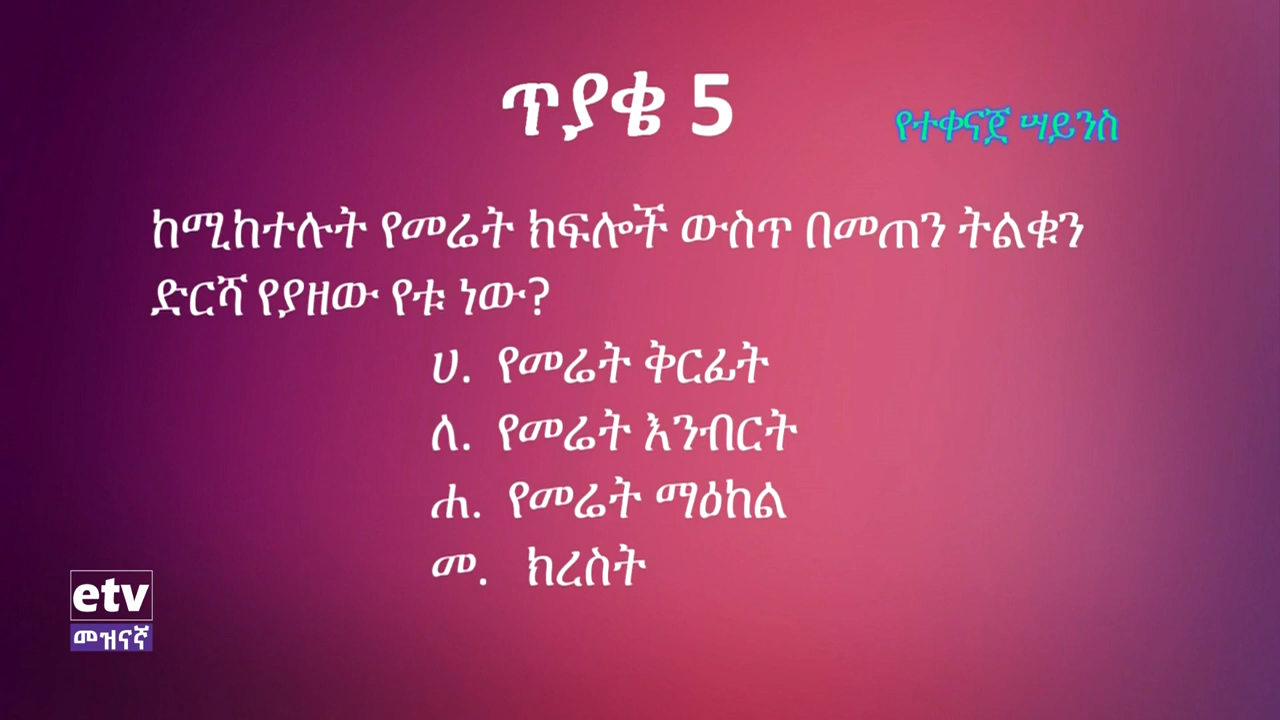 ጥያቄ 5
የተቀናጀ ሣይንስ
ከሚከተሉት የመሬት ክፍሎች ውስጥ በመጠን ትልቁን
ድርሻ የያዘው የቱ ነው?
ሀ. የመሬት ቅርፊት
ለ. የመሬት እንብርት
ሐ. የመሬት ማዕከል
መ. ክረስት
etv
መዝናኛ